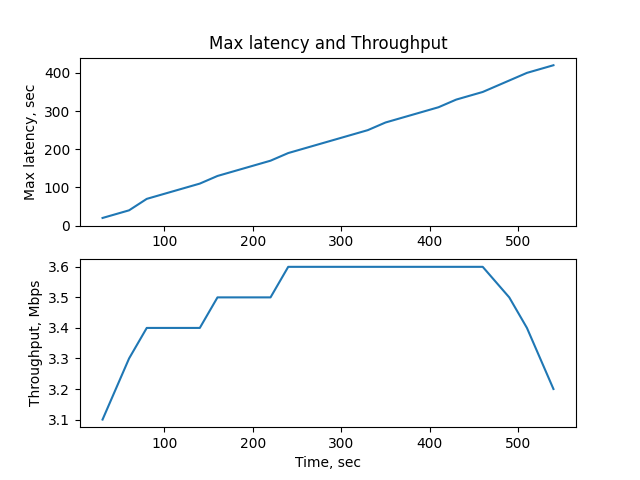 Max latency and Throughput
Max latency, sec
400
300
200
100
0
100 200 300 400 500
Throughput, Mbps
3.6
3.5
3.4
3.3
3.2
3.1
100 200 300 400 500
Time, sec